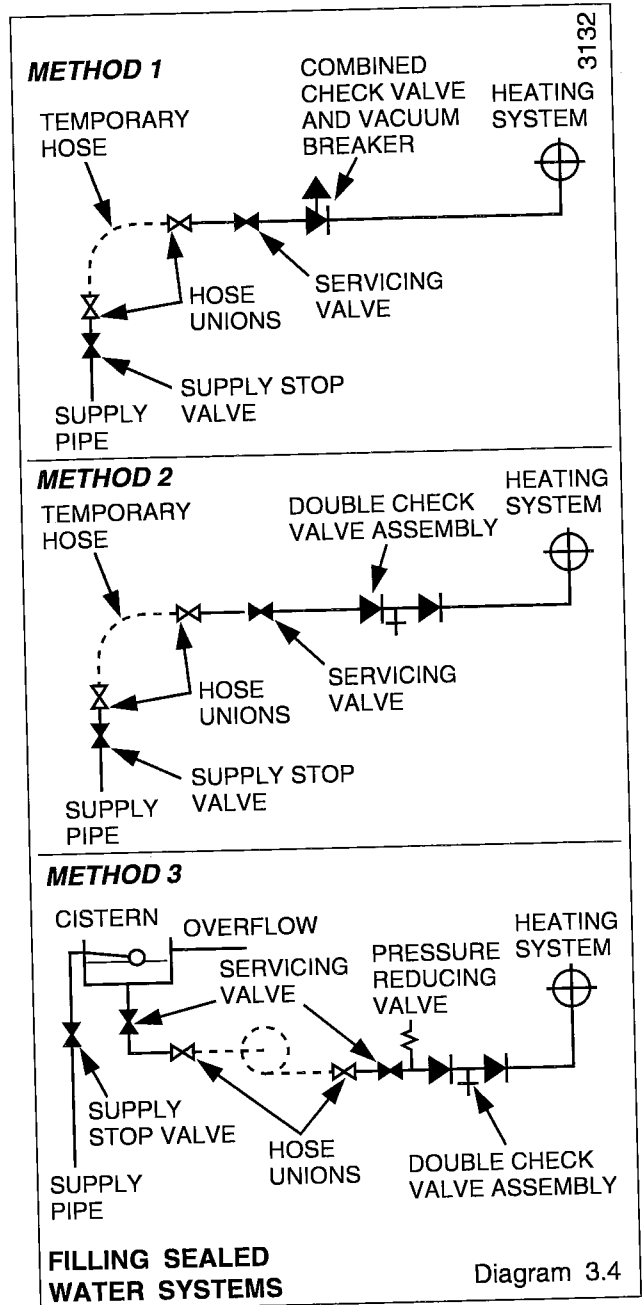 3132
METHOD 1
TEMPORARY
HOSE
COMBINED
CHECK VALVE
AND VACUUM
BREAKER
HEATING
SYSTEM
HOSE
UNIONS
SERVICING
VALVE
SUPPLY STOP
VALVE
SUPPLY
PIPE
METHOD 2
TEMPORARY
HOSE
DOUBLE CHECK
VALVE ASSEMBLY
HEATING
SYSTEM
HOSE
UNIONS
SERVICING
VALVE
SUPPLY STOP
VALVE
SUPPLY
PIPE
METHOD 3
CISTERN
OVERFLOW
SERVICING
VALVE
PRESSURE
REDUCING
VALVE
HEATING
SYSTEM
SUPPLY
STOP VALVE
HOSE
UNIONS
DOUBLE CHECK
VALVE ASSEMBLY
SUPPLY
PIPE
FILLING SEALED
WATER SYSTEMS
Diagram 3.4